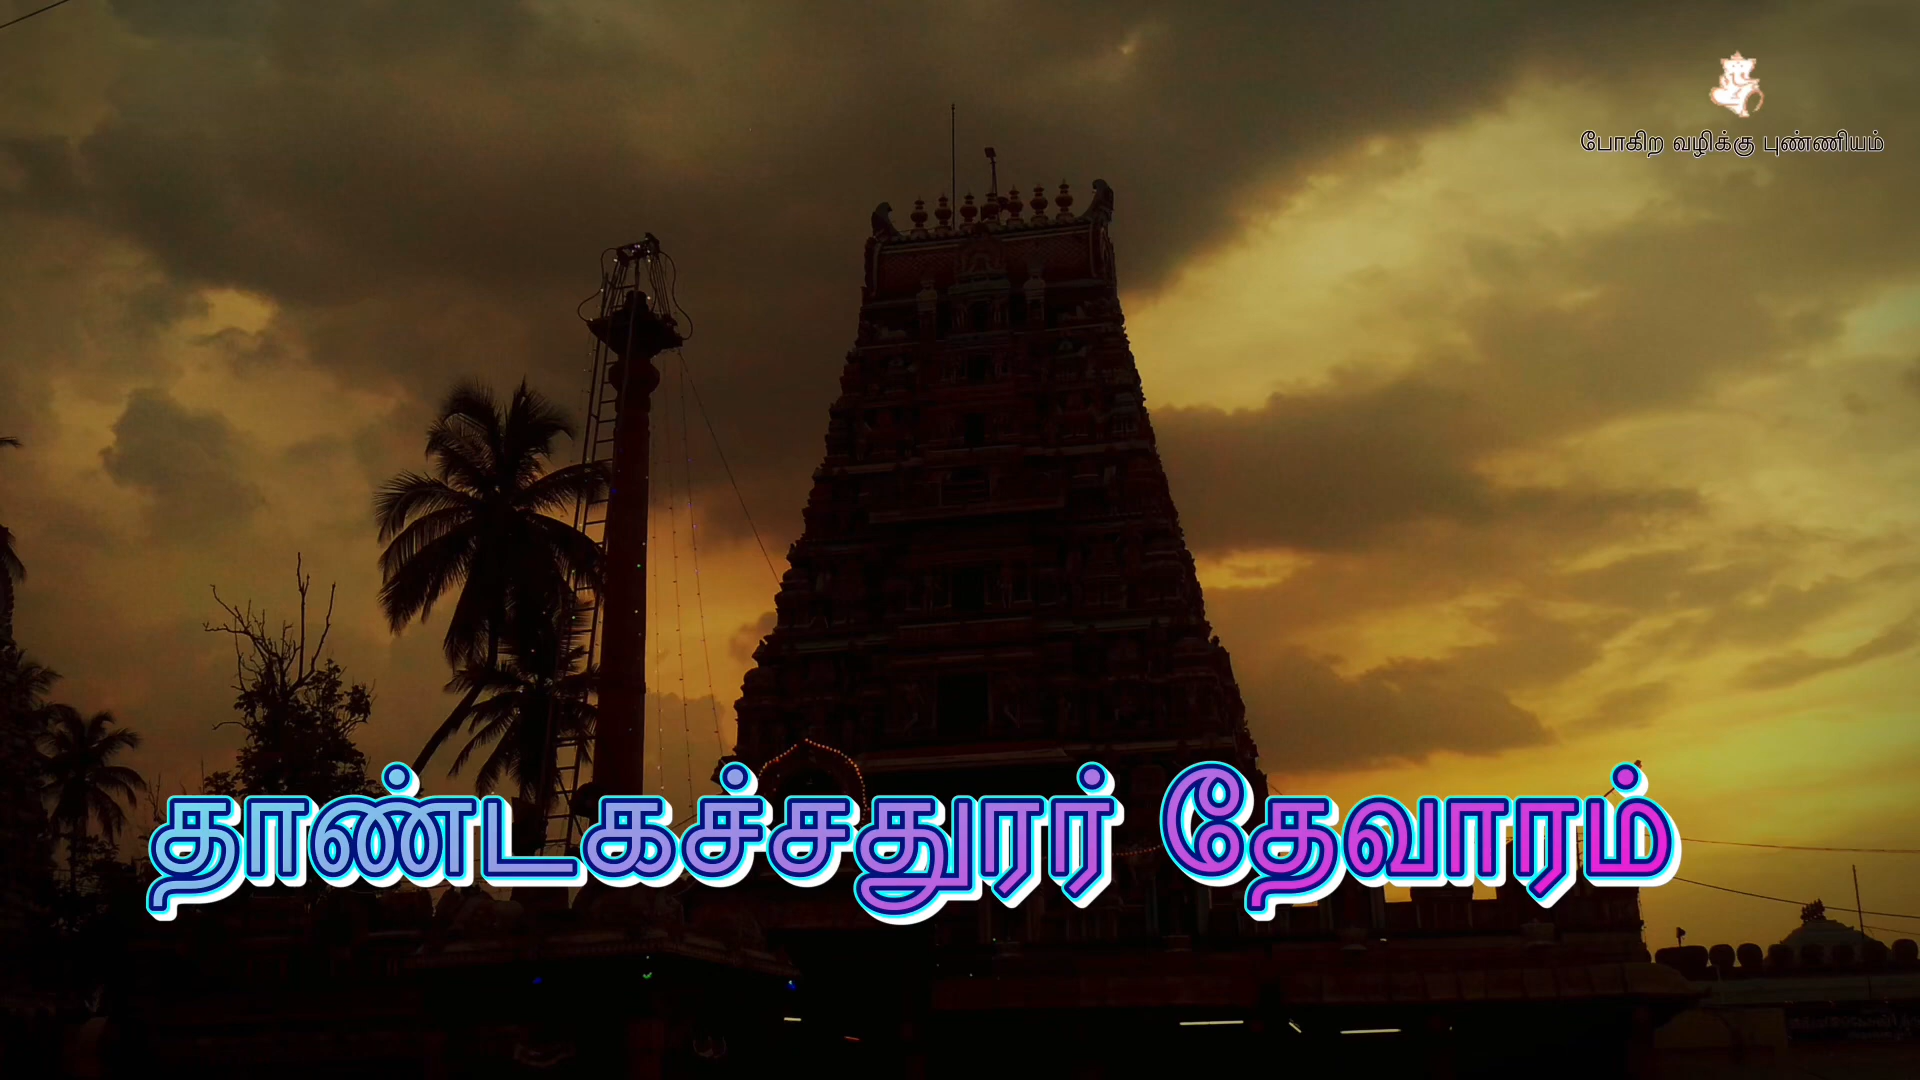 போகிற வழிக்கு புண்ணியம்
தாண்டகச்சதுரர் தேவாரம்